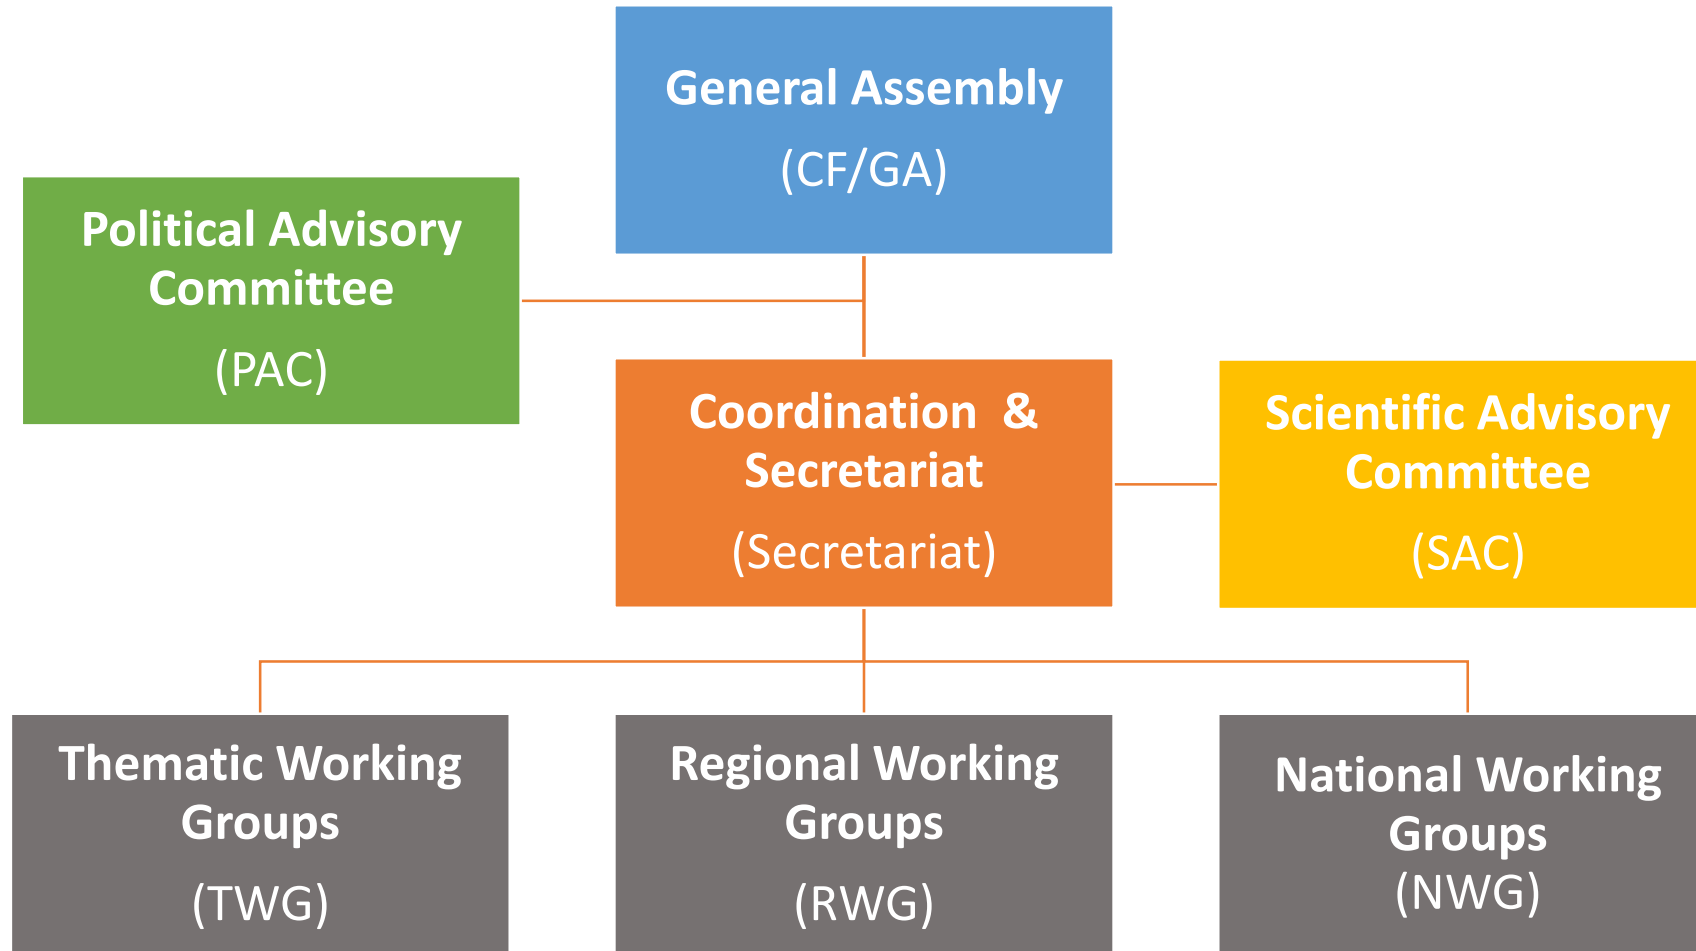 General Assembly
(CF/GA)
Political Advisory
Committee
(PAC)
Coordination & 
Secretariat
(Secretariat)
Scientific Advisory
Committee
(SAC)
Thematic Working
Groups
(TWG)
Regional Working
Groups
(RWG)
National Working
Groups
(NWG)